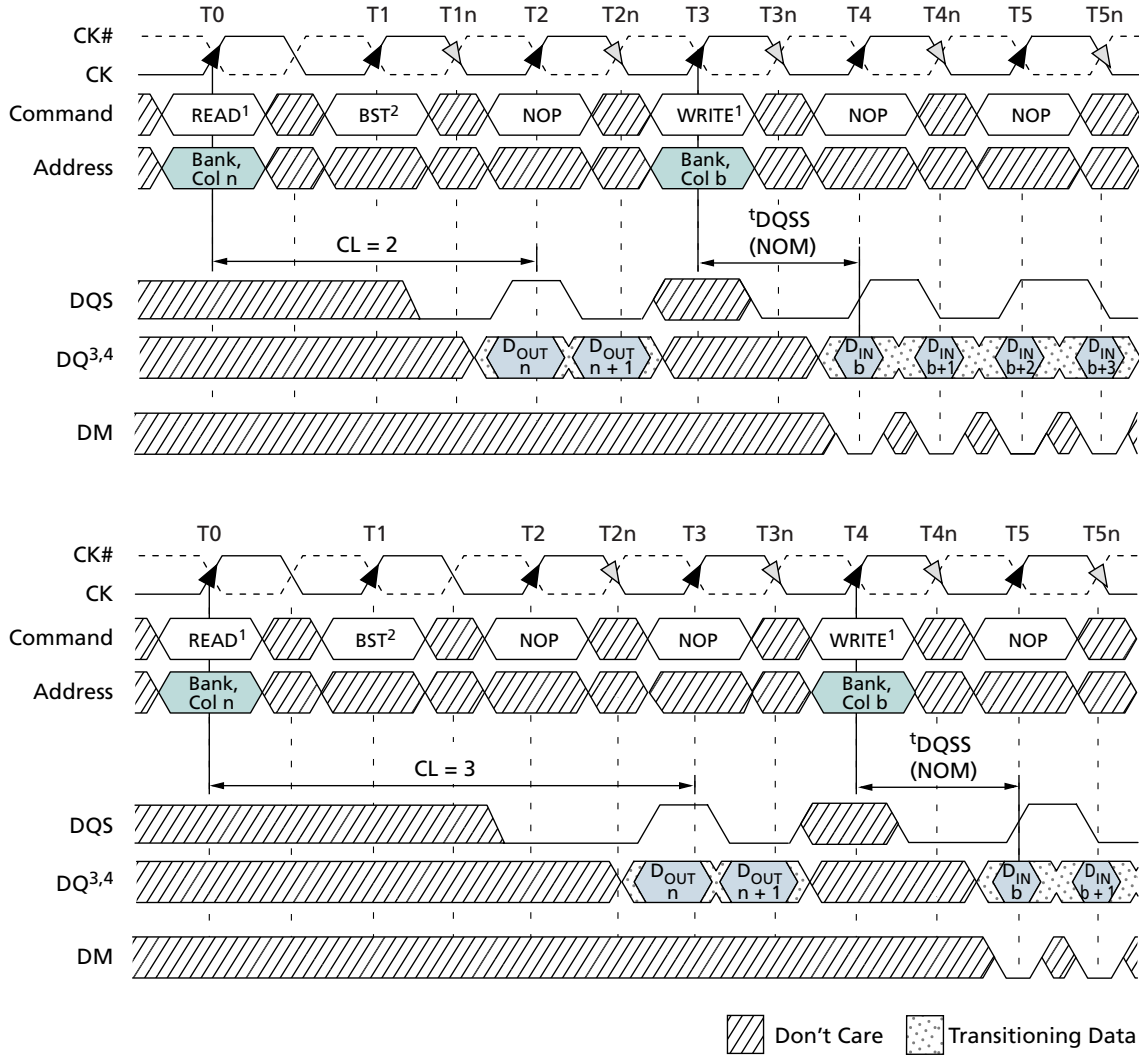 T0 T1 T1n T2 T2n T3 T3n T4 T4n T5 T5n
CK#
CK
Command READ1 BST2 NOP WRITE1 NOP NOP
Address Bank, Col n Bank, Col b
tDQSS
CL = 2 (NOM)
DQS
DQ3,4 DOUT n DOUT n + 1 DIN b DIN b+1 DIN b+2 DIN b+3
DM
T0 T1 T2 T2n T3 T3n T4 T4n T5 T5n
CK#
CK
Command READ1 BST2 NOP NOP WRITE1 NOP
Address Bank, Col n Bank, Col b
tDQSS
CL = 3 (NOM)
DQS
DQ3,4 DOUT n DOUT n + 1 DIN b DIN b + 1
DM
Don't Care Transitioning Data